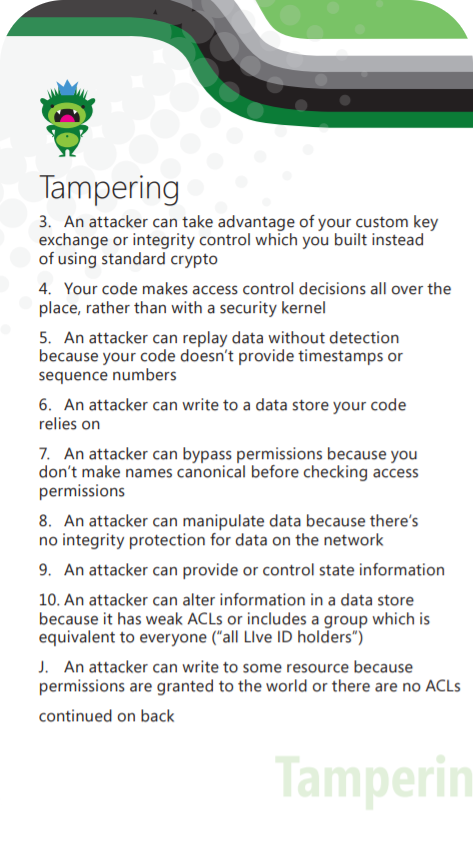 Tampering
3. An attacker can take advantage of your custom key
exchange or integrity control which you built instead
of using standard crypto
4. Your code makes access control decisions all over the
place, rather than with a security kernel
5. An attacker can replay data without detection
because your code doesn't provide timestamps or
sequence numbers
6. An attacker can write to a data store your code
relies on
7. An attacker can bypass permissions because you
don't make names canonical before checking access
permissions
8. An attacker can manipulate data because there's
no integrity protection for data on the network
9. An attacker can provide or control state information
10. An attacker can alter information in a data store
because it has weak ACLs or includes a group which is
equivalent to everyone ("all LIve ID holders")
J. An attacker can write to some resource because
permissions are granted to the world or there are no ACLs
continued on back
Tamperin